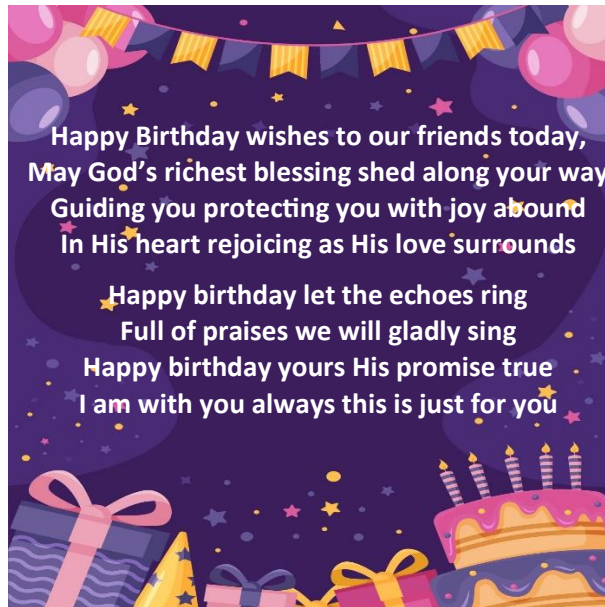 Happy Birthday wishes to our friends today,
May God's richest blessing shed along your way
Guiding you protecting you with joy abound
In His heart rejoicing as His love surrounds
Happy birthday let the echoes ring
Full of praises we will gladly sing
Happy birthday yours His promise true
I am with you always this is just for you